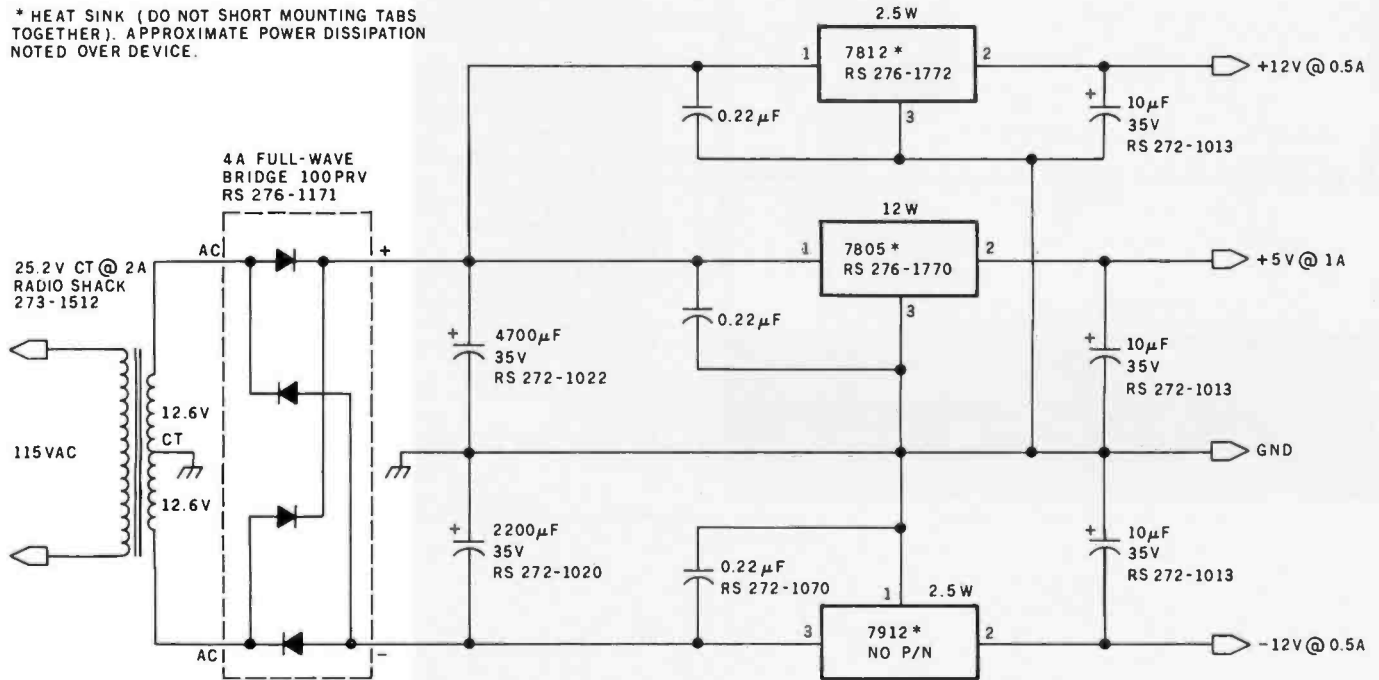 * HEAT SINK (DO NOT SHORT MOUNTING TABS
TOGETHER). APPROXIMATE POWER DISSIPATION
NOTED OVER DEVICE.
2.5W
1
7812 *
RS 276-1772
2
3
+12V @ 0.5A
0.22μF
+
10μF
35V
RS 272-1013
4A FULL-WAVE
BRIDGE 100PRV
RS 276-1171
12W
AC
+
1
7805 *
RS 276-1770
2
3
+5V @ 1A
25.2V CT @ 2A
RADIO SHACK
273-1512
0.22μF
+
4700μF
35V
RS 272-1022
+
10μF
35V
RS 272-1013
12.6V
CT
115VAC
12.6V
GND
+
2200μF
35V
RS 272-1020
0.22μF
RS 272-1070
+
10μF
35V
RS 272-1013
1
2.5W
AC
-
3
7912 *
NO P/N
2
-12V @ 0.5A